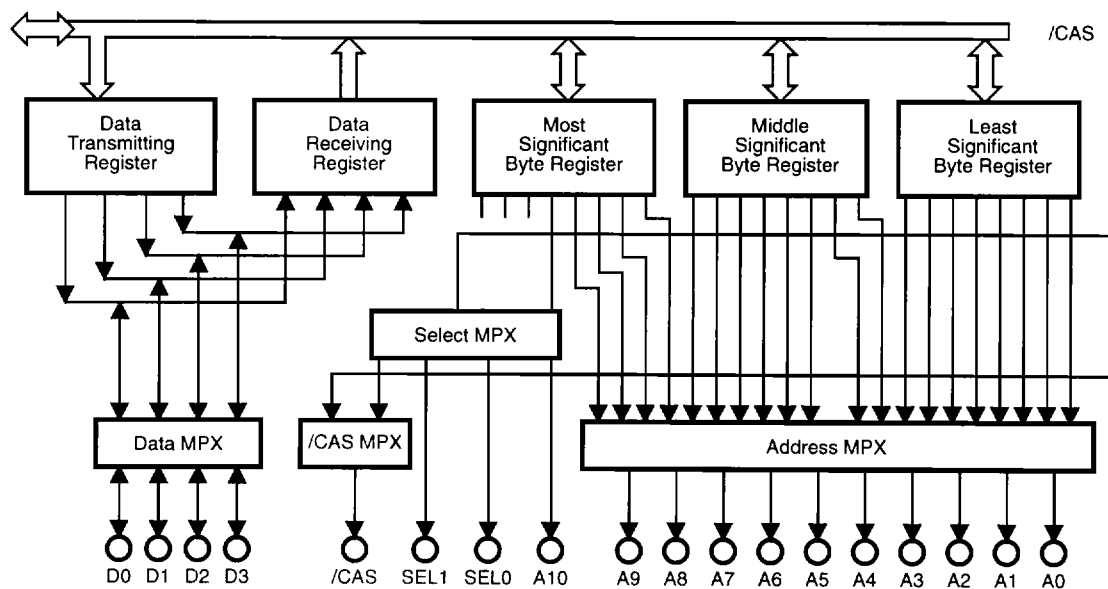 /CAS
Data
Transmitting
Register
Data
Receiving
Register
Most
Significant
Byte Register
Middle
Significant
Byte Register
Least
Significant
Byte Register
Select MPX
Data MPX
/CAS MPX
Address MPX
D0 D1 D2 D3 /CAS SEL1 SEL0 A10 A9 A8 A7 A6 A5 A4 A3 A2 A1 A0